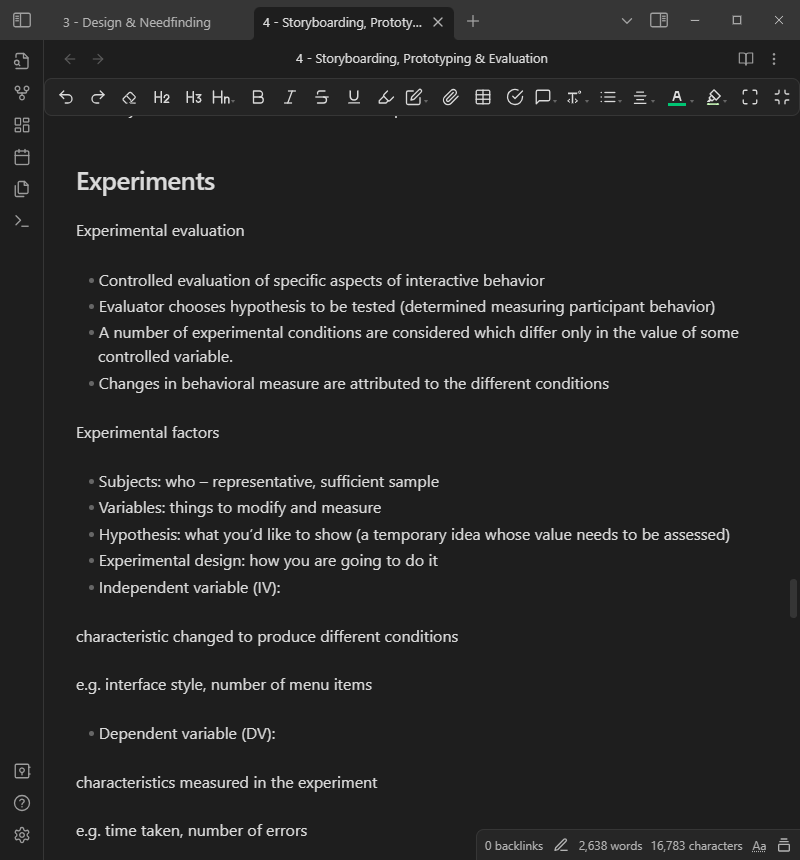 3 - Design & Needfinding
4 - Storyboarding, Prototy...
4 - Storyboarding, Prototyping & Evaluation
H2 H3 Hn B I S U A
Experiments
Experimental evaluation
• Controlled evaluation of specific aspects of interactive behavior
• Evaluator chooses hypothesis to be tested (determined measuring participant behavior)
• A number of experimental conditions are considered which differ only in the value of some
controlled variable.
• Changes in behavioral measure are attributed to the different conditions
Experimental factors
• Subjects: who – representative, sufficient sample
• Variables: things to modify and measure
• Hypothesis: what you’d like to show (a temporary idea whose value needs to be assessed)
• Experimental design: how you are going to do it
• Independent variable (IV):
characteristic changed to produce different conditions
e.g. interface style, number of menu items
• Dependent variable (DV):
characteristics measured in the experiment
e.g. time taken, number of errors
0 backlinks 2,638 words 16,783 characters Aa